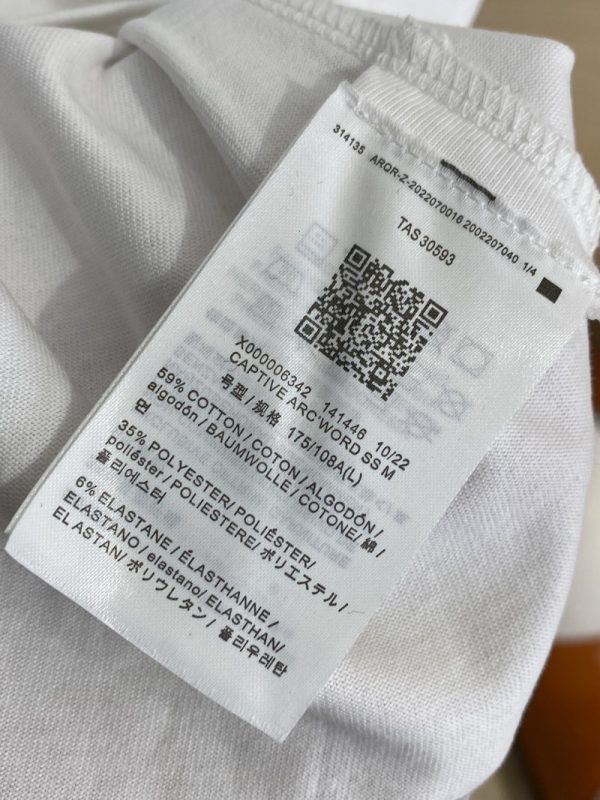 314135 ARQR-Z-2022070016 2002207040 1/4
TAS30593
X000006342 141446 10/22
CAPTIVE ARC'WORD SS M
号型/规格 175/108A(L)
59% COTTON / COTON / ALGODÓN /
algodón / BAUMWOLLE / COTONE / 綿 /
면
35% POLYESTER/ POLIÉSTER/
poliéster/ POLIESTERE/ ポリエステル /
폴리에스터
6% ELASTANE / ÉLASTHANNE /
ELASTANO / elastano/ ELASTHAN/
ELASTAN/ ポリウレタン / 폴리우레탄